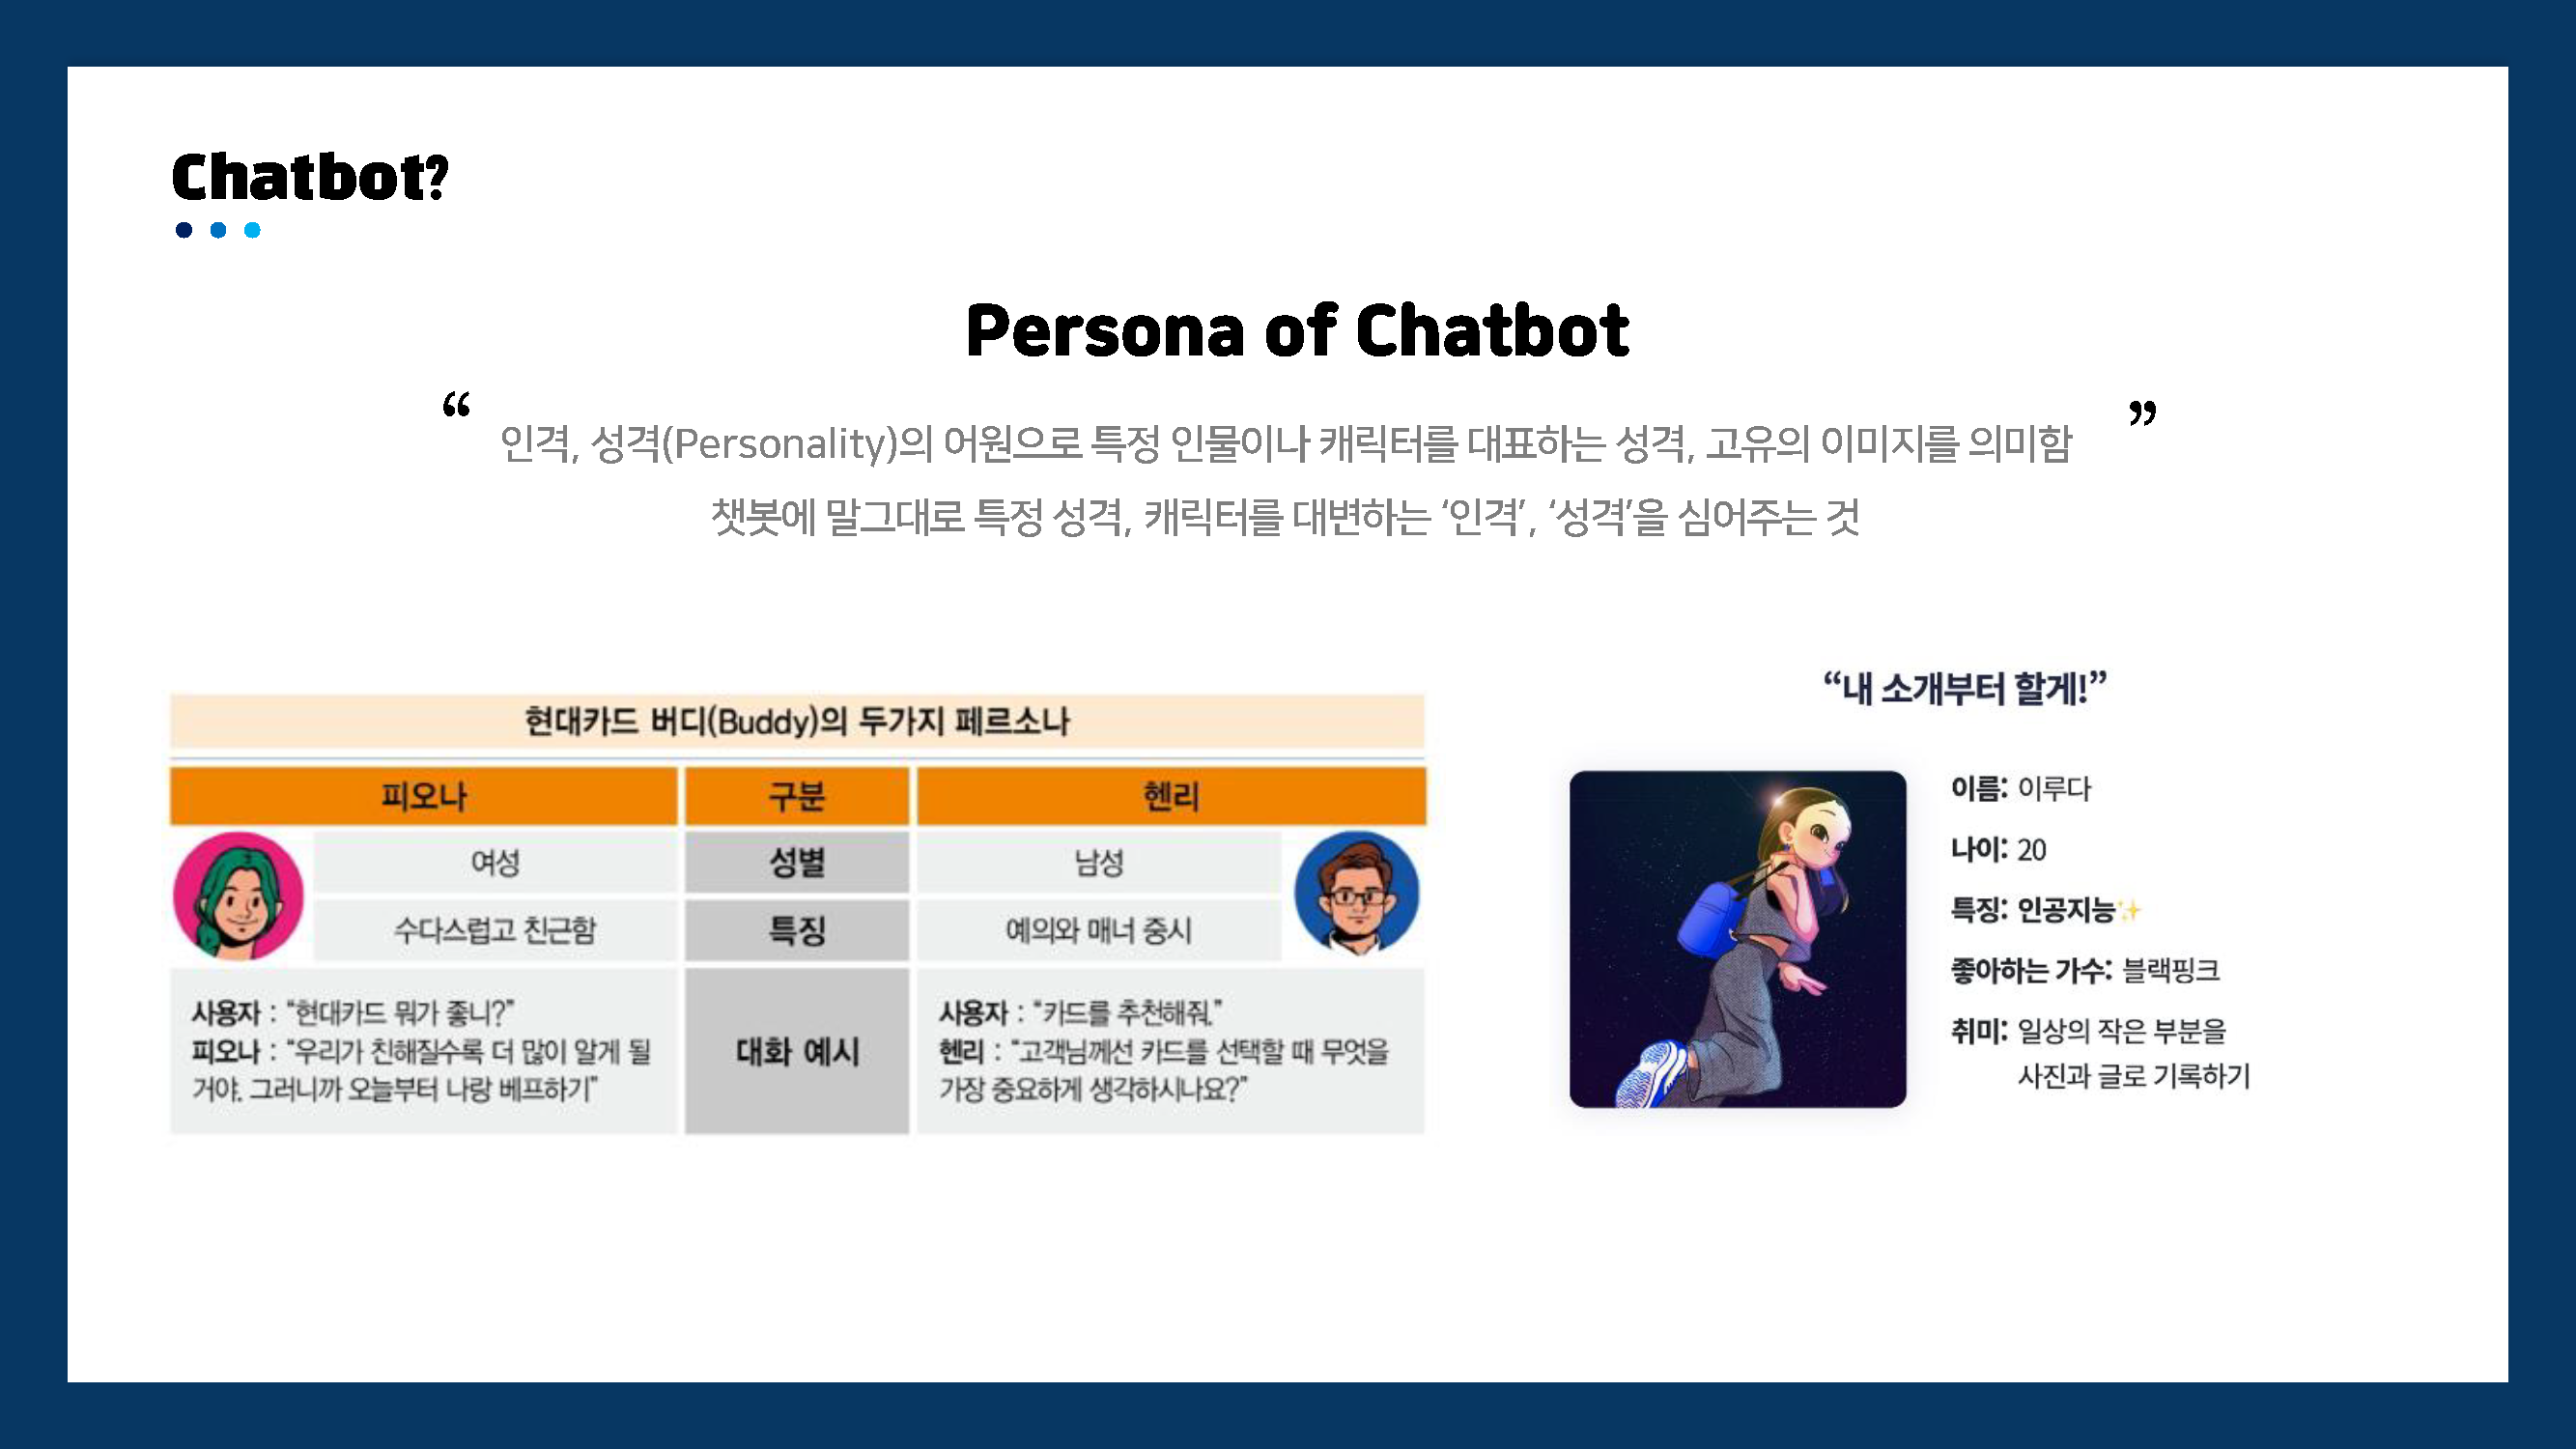 Chatbot?
Persona of Chatbot
“ 인격, 성격(Personality)의 어원으로 특정 인물이나 캐릭터를 대표하는 성격, 고유의 이미지를 의미함 ”
챗봇에 말그대로 특정 성격, 캐릭터를 대변하는 ‘인격’, ‘성격’을 심어주는 것
현대카드 버디(Buddy)의 두가지 페르소나
피오나 구분 헨리
여성 성별 남성
수다스럽고 친근함 특징 예의와 매너 중시
사용자 : “현대카드 뭐가 좋니?”
피오나 : “우리가 친해질수록 더 많이 알게 될
거야. 그러니까 오늘부터 나랑 베프하기”
대화 예시
사용자 : “카드를 추천해줘.”
헨리 : “고객님께선 카드를 선택할 때 무엇을
가장 중요하게 생각하시나요?”
“내 소개부터 할게!”
이름: 이루다
나이: 20
특징: 인공지능✨
좋아하는 가수: 블랙핑크
취미: 일상의 작은 부분을
사진과 글로 기록하기